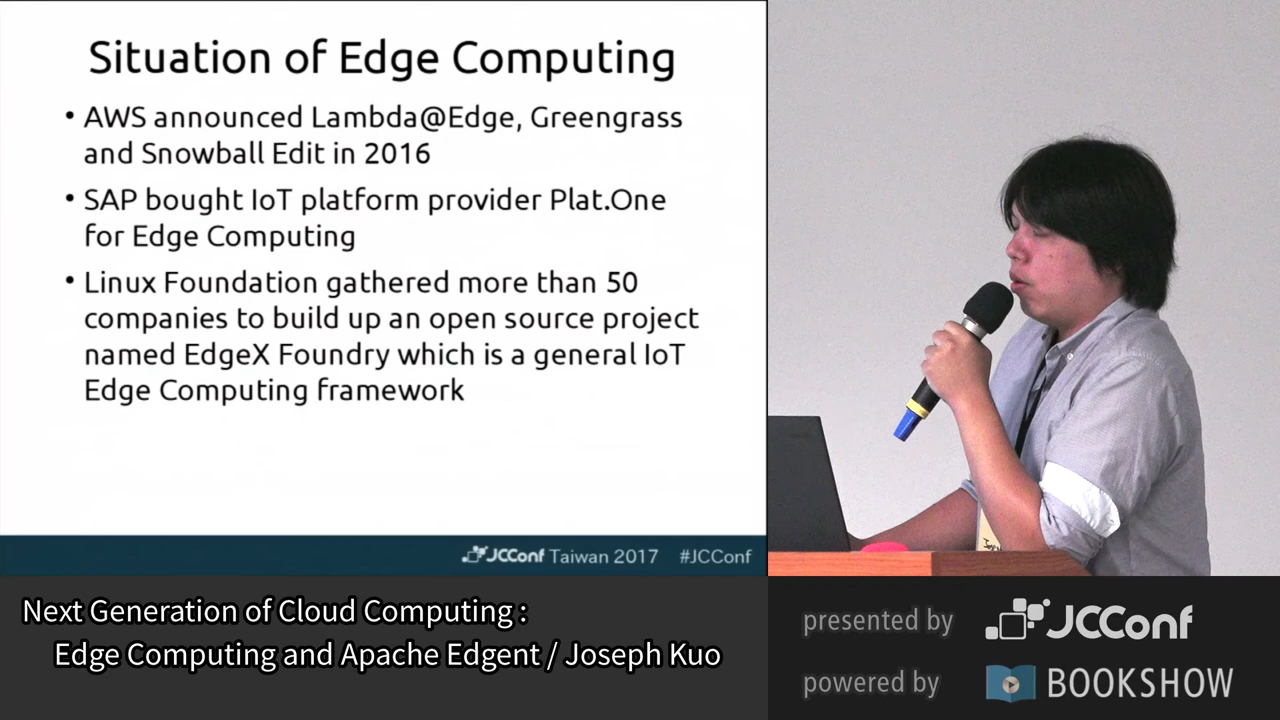 Situation of Edge Computing
• AWS announced Lambda@Edge, Greengrass
and Snowball Edit in 2016
• SAP bought IoT platform provider Plat.One
for Edge Computing
• Linux Foundation gathered more than 50
companies to build up an open source project
named EdgeX Foundry which is a general IoT
Edge Computing framework
JCConf Taiwan 2017 #JCConf
Next Generation of Cloud Computing :
Edge Computing and Apache Edgent / Joseph Kuo
presented by JCConf
powered by BOOKSHOW